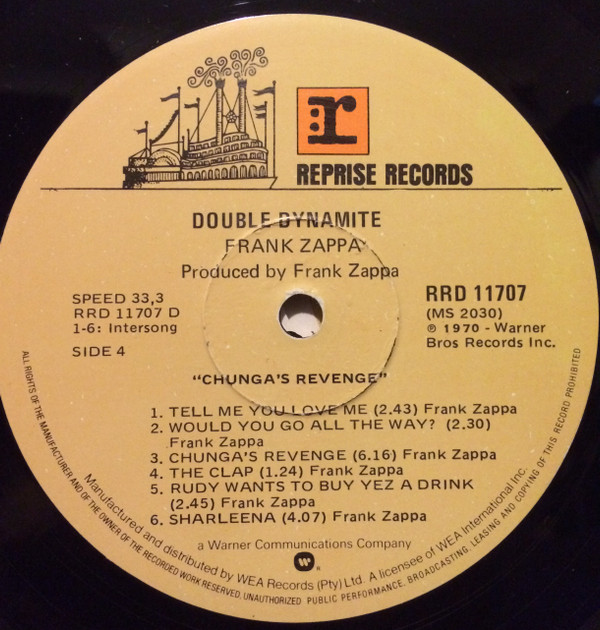 r
REPRISE RECORDS
DOUBLE DYNAMITE
FRANK ZAPPA
Produced by Frank Zappa
SPEED 33,3
RRD 11707 D
1-6: Intersong
SIDE 4
RRD 11707
(MS 2030)
℗ 1970 - Warner
Bros Records Inc.
"CHUNGA'S REVENGE"
1. TELL ME YOU LOVE ME (2.43) Frank Zappa
2. WOULD YOU GO ALL THE WAY? (2.30)
Frank Zappa
3. CHUNGA'S REVENGE (6.16) Frank Zappa
4. THE CLAP (1.24) Frank Zappa
5. RUDY WANTS TO BUY YEZ A DRINK
(2.45) Frank Zappa
6. SHARLEENA (4.07) Frank Zappa
a Warner Communications Company
Manufactured and distributed by WEA Records (Pty) Ltd. A licensee of WEA International Inc.
ALL RIGHTS OF THE MANUFACTURER AND OF THE OWNER OF THE RECORDED WORK RESERVED. UNAUTHORIZED PUBLIC PERFORMANCE, BROADCASTING, LEASING AND COPYING OF THIS RECORD PROHIBITED